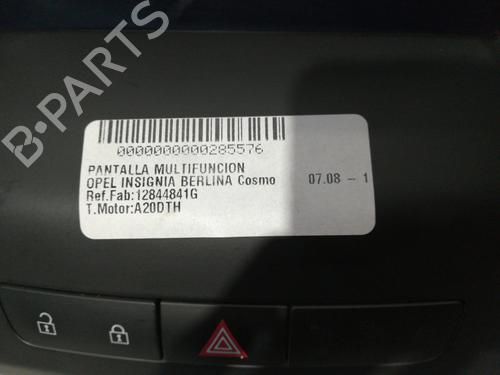 B-PARTS
0000000000285576
PANTALLA MULTIFUNCION
OPEL INSIGNIA BERLINA Cosmo 07.08 - 1
Ref.Fab:12844841G
T.Motor:A20DTH